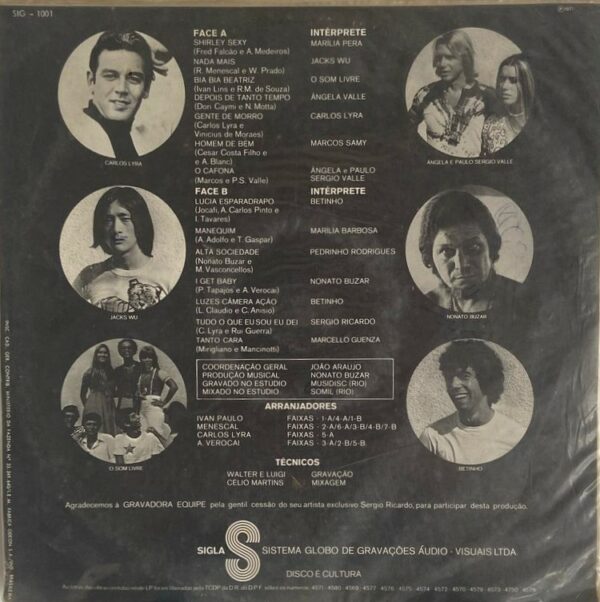 SIG - 1001
FACE A INTÉRPRETE
SHIRLEY SEXY MARÍLIA PERA
(Fred Falcão e A. Medeiros)
NADA MAIS JACKS WU
(R. Menescal e W. Prado)
BIA BIA BEATRIZ O SOM LIVRE
(Ivan Lins e R.M. de Souza)
DEPOIS DE TANTO TEMPO ÂNGELA VALLE
(Don Caymi e N. Motta)
GENTE DE MORRO CARLOS LYRA
(Carlos Lyra e
Vinicius de Moraes)
HOMEM DE BEM MARCOS SAMY
(Cesar Costa Filho e
e A. Blanc)
O CAFONA ÂNGELA e PAULO
(Marcos e P.S. Valle) SERGIO VALLE
CARLOS LYRA
ÂNGELA E PAULO SERGIO VALLE
FACE B INTÉRPRETE
LUCIA ESPARADRAPO BETINHO
(Jocafi, A. Carlos Pinto e
I. Tavares)
MANEQUIM MARILIA BARBOSA
(A. Adolfo e T. Gaspar)
ALTA SOCIEDADE PEDRINHO RODRIGUES
(Nonato Buzar e
M. Vasconcellos)
I GET BABY NONATO BUZAR
(P. Tapajos e A. Verocai)
LUZES CÂMERA AÇÃO BETINHO
(L. Claudio e C. Anisio)
TUDO O QUE EU SOU EU DEI SERGIO RICARDO
(C. Lyra e Rui Guerra)
TANTO CARA MARCELLO GUENZA
(Mirigliano e Mancinotti)
JACKS WU
NONATO BUZAR
COORDENAÇÃO GERAL JOÃO ARAUJO
PRODUÇÃO MUSICAL NONATO BUZAR
GRAVADO NO ESTUDIO MUSIDISC (RIO)
MIXADO NO ESTUDIO SOMIL (RIO)
ARRANJADORES
IVAN PAULO FAIXAS - 1-A/4-A/1-B
MENESCAL FAIXAS - 2-A/6-A/3-B/4-B/7-B
CARLOS LYRA FAIXAS - 5-A
A. VEROCAI FAIXAS - 3-A/2-B/5-B
O SOM LIVRE
BETINHO
TÉCNICOS
WALTER E LUIGI GRAVAÇÃO
CÉLIO MARTINS MIXAGEM
Agradecemos à GRAVADORA EQUIPE pela gentil cessão do seu artista exclusivo Sergio Ricardo, para participar desta produção.
SIGLA S SISTEMA GLOBO DE GRAVAÇÕES ÁUDIO - VISUAIS LTDA
DISCO É CULTURA